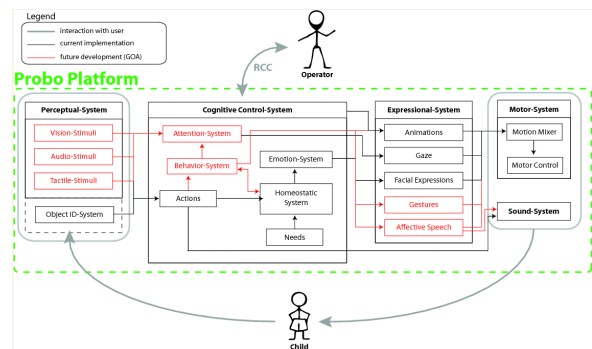 Legend
interaction with user
current implementation
future development (GOA)
RCC
Operator
Probo Platform
Perceptual-System
Vision-Stimuli
Audio-Stimuli
Tactile-Stimuli
Object ID-System
Cognitive Control-System
Attention-System
Behavior-System
Emotion-System
Actions
Homeostatic
System
Needs
Expressional-System
Animations
Gaze
Facial Expressions
Gestures
Affective Speech
Motor-System
Motion Mixer
Motor Control
Sound-System
Child